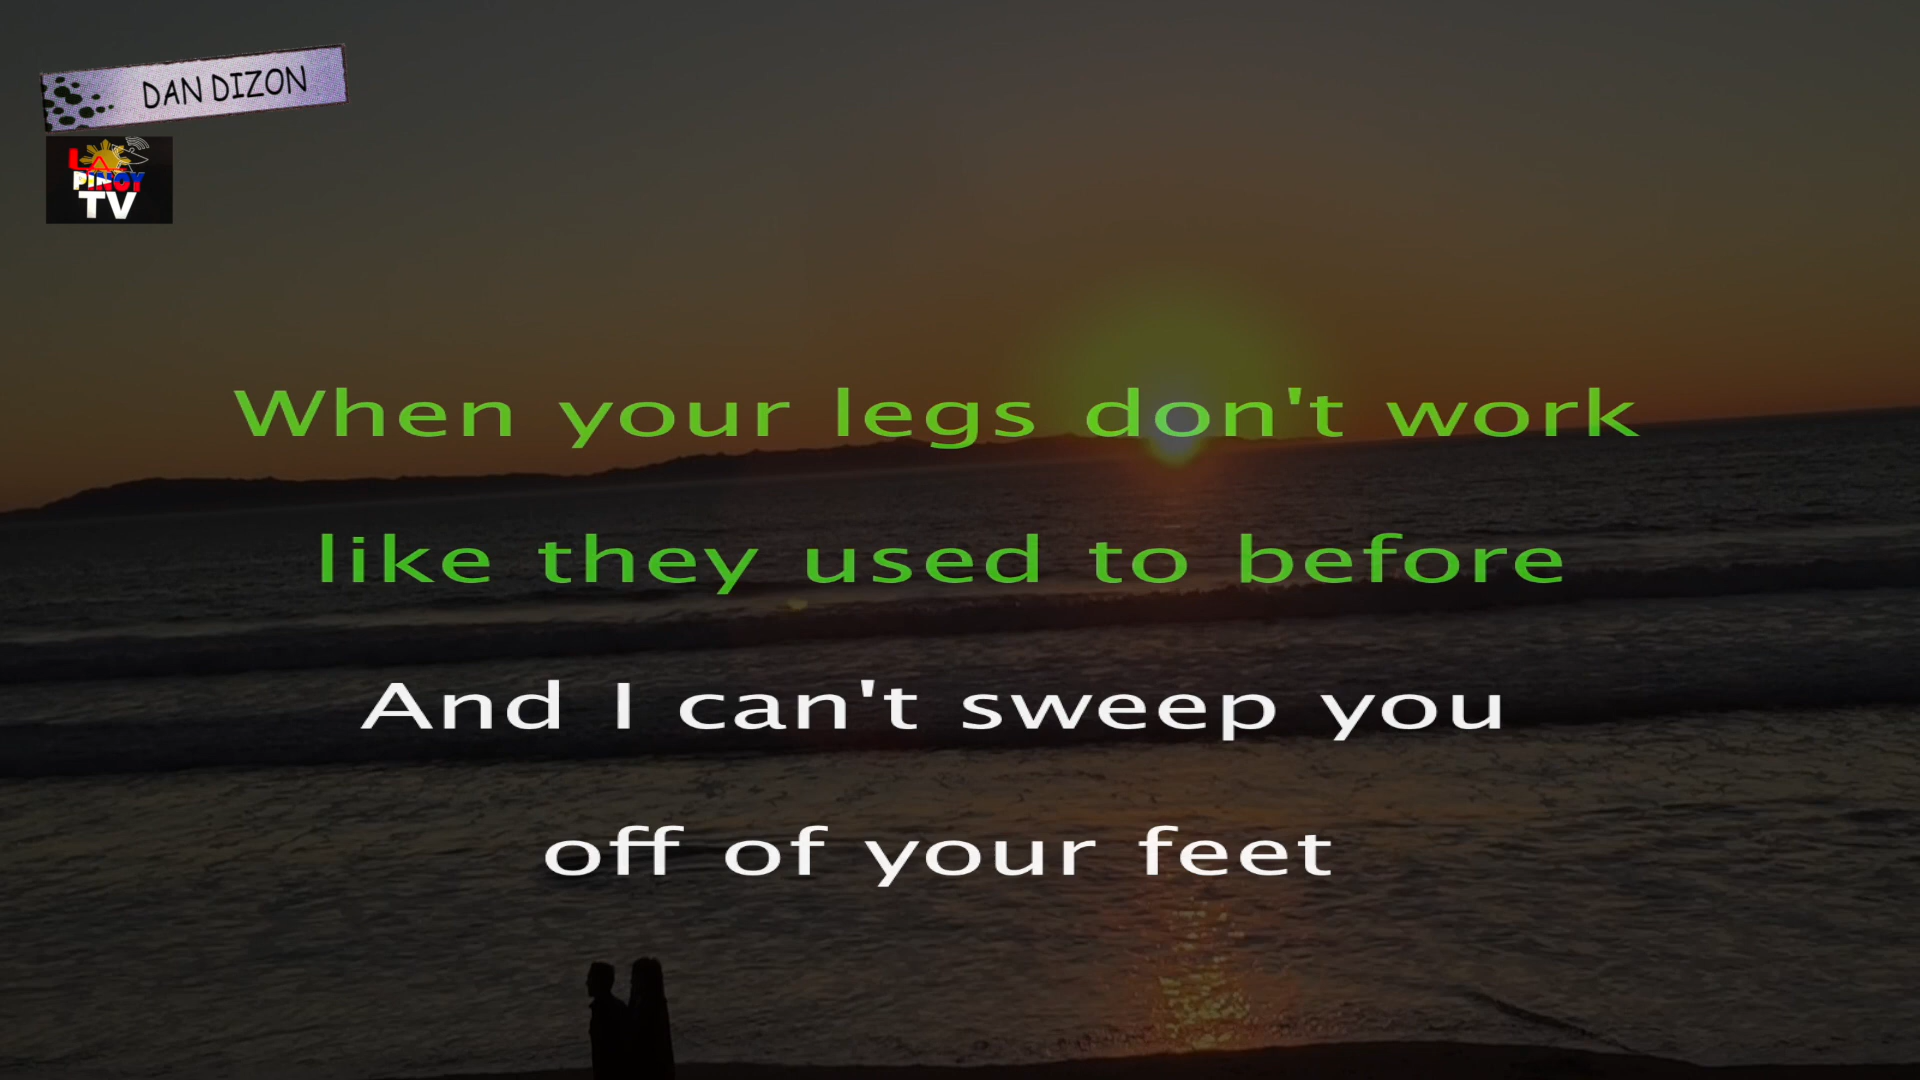 DAN DIZON
LA
PINOY
TV
When your legs don't work
like they used to before
And I can't sweep you
off of your feet